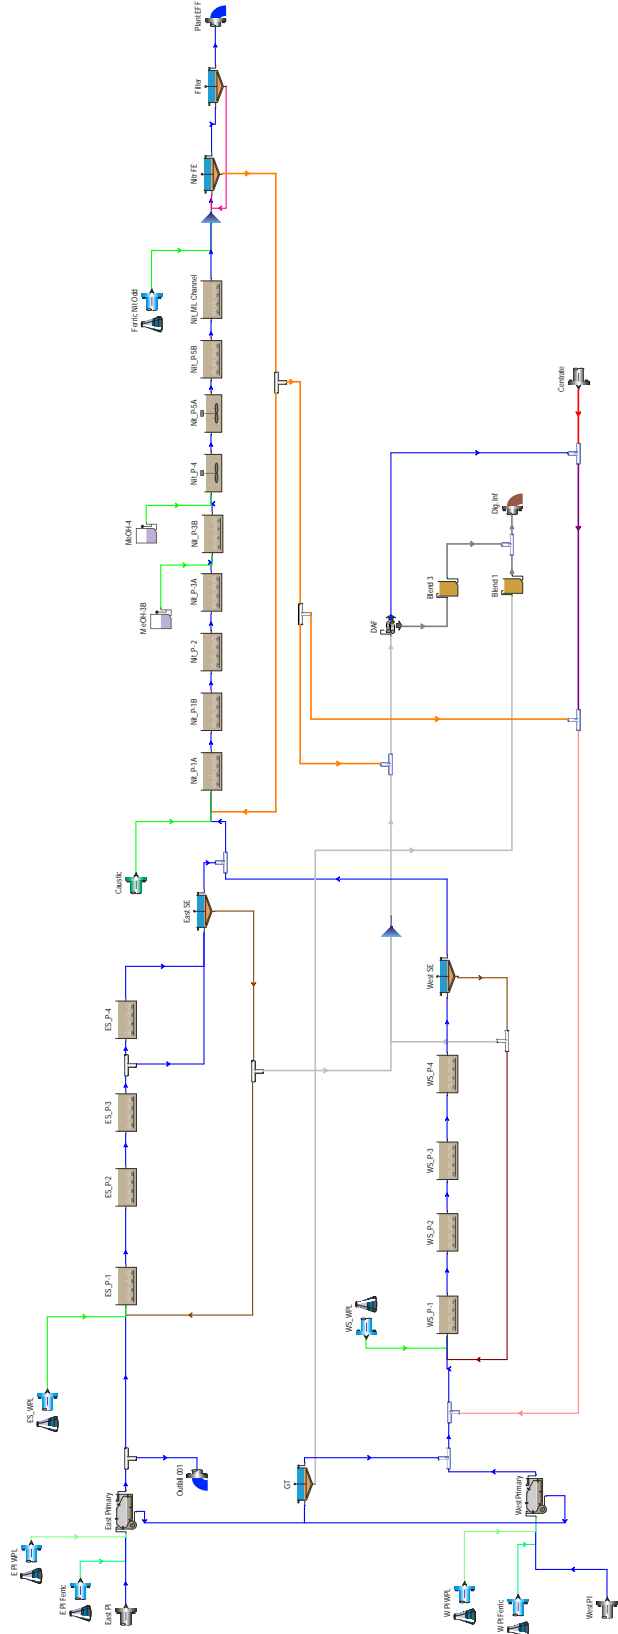 Plant EFF
Filter
Nitr FE
Ferric Nit Odd
Nit_ML Channel
Nit_P-5B
Nit_P-5A
Nit_P-4
MeOH-4
Nit_P-3B
MeOH-3B
Nit_P-3A
Nit_P-2
Nit_P-1B
Nit_P-1A
Caustic
Centrate
Dig. Inf
Blend 3
Blend 1
DAF
East SE
West SE
ES_P-4
ES_P-3
ES_P-2
ES_P-1
WS_P-4
WS_P-3
WS_P-2
WS_P-1
WS_WPL
ES_WPL
Outfall 001
GT
East Primary
West Primary
E PI WPL
E PI Ferric
East PI
W PI WPL
W PI Ferric
West PI